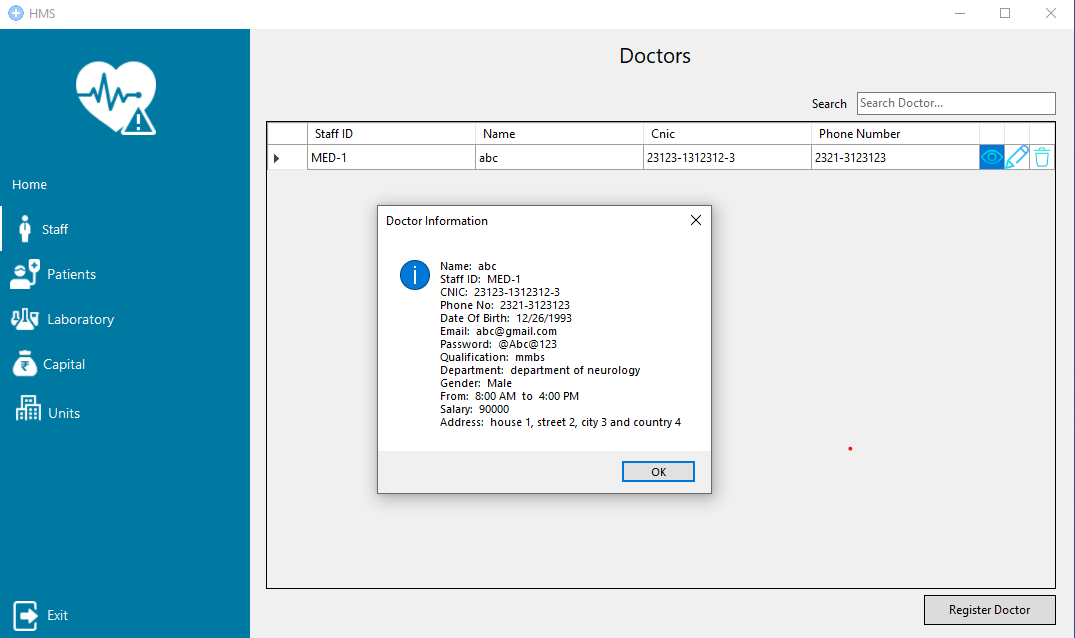 HMS
Doctors
Search
Search Doctor...
Staff ID Name Cnic Phone Number
MED-1 abc 23123-1312312-3 2321-3123123
Home
Staff
Patients
Laboratory
Capital
Units
Exit
Doctor Information
Name: abc
Staff ID: MED-1
CNIC: 23123-1312312-3
Phone No: 2321-3123123
Date Of Birth: 12/26/1993
Email: abc@gmail.com
Password: @Abc@123
Qualification: mmbs
Department: department of neurology
Gender: Male
From: 8:00 AM to 4:00 PM
Salary: 90000
Address: house 1, street 2, city 3 and country 4
OK
Register Doctor